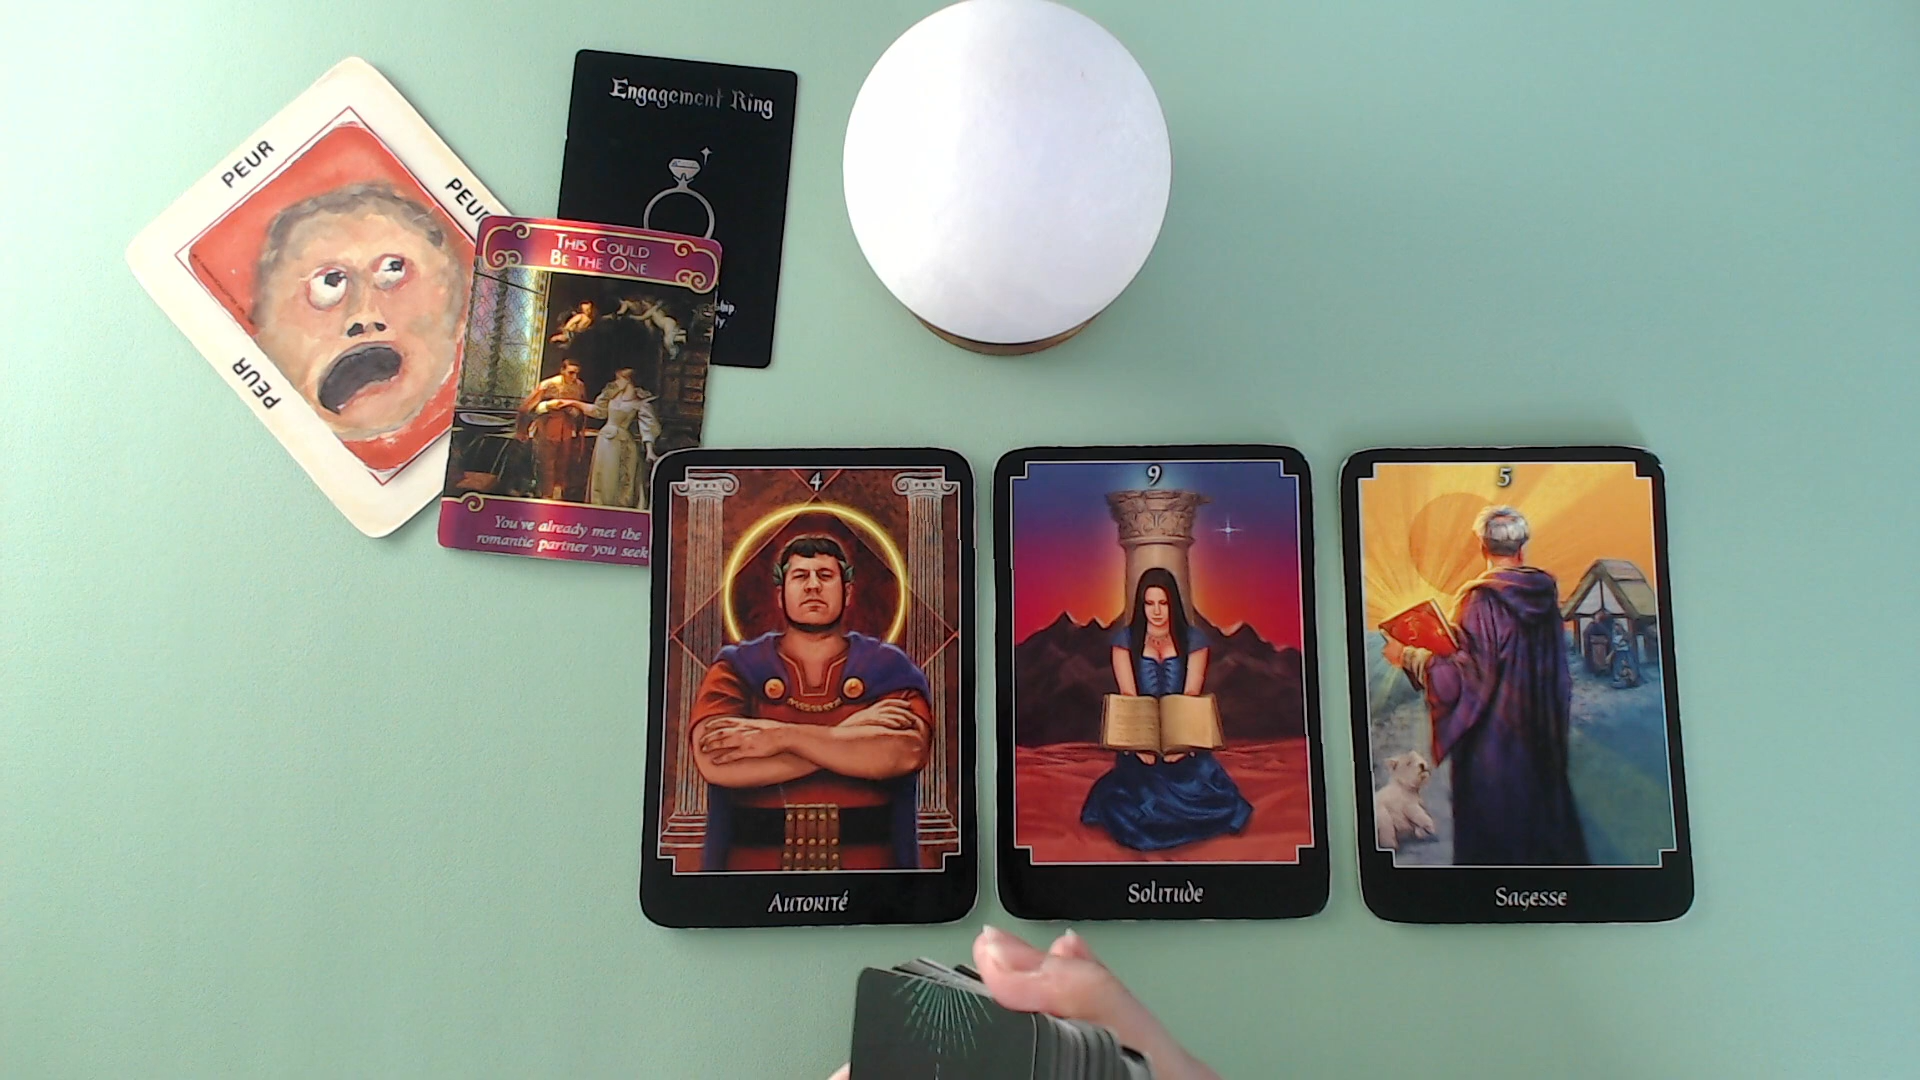 PEUR
PEUR
PEUR
Engagement Ring
This Could
Be the One
You've already met the
romantic partner you seek
4
Autorité
9
Solitude
5
Sagesse